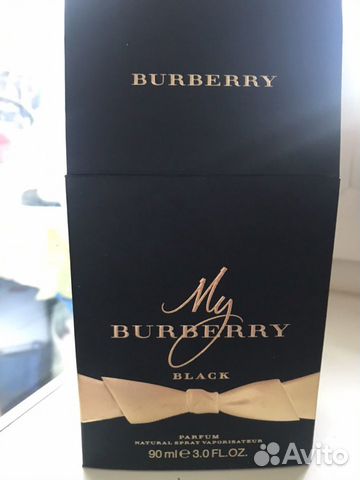 BURBERRY
My
BURBERRY
BLACK
PARFUM
NATURAL SPRAY VAPORISATEUR
90 ml ℮ 3.0 FL.OZ.
Avito